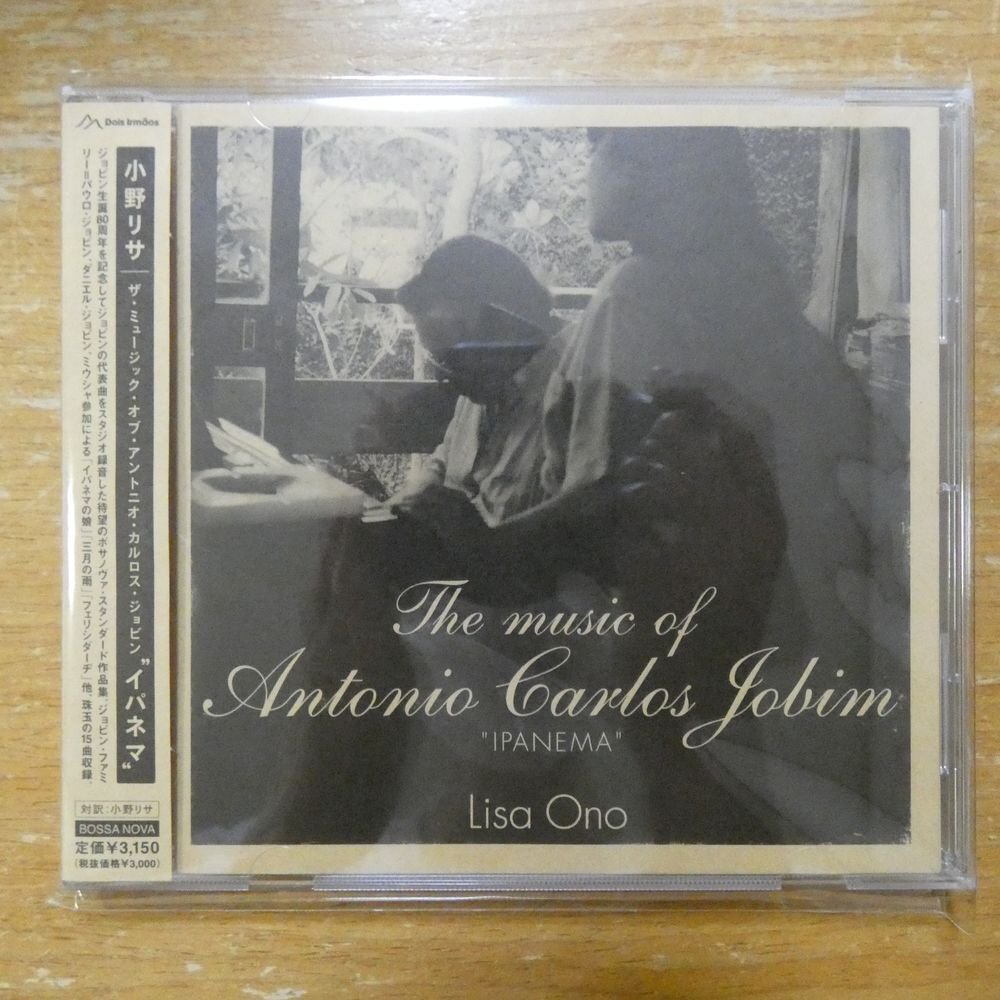 Dois Irmãos
小野リサ｜ザ・ミュージック・オブ・アントニオ・カルロス・ジョビン“イパネマ”
ジョビン生誕80周年を記念してジョビンの代表曲をスタジオ録音した待望のボサノヴァ・スタンダード作品集。ジョビン・ファミ
リー=パウロ・ジョビン、ダニエル・ジョビン、ミウシャ参加による「イパネマの娘」「三月の雨」「フェリシダーヂ」他、珠玉の15曲収録。
対訳:小野リサ
BOSSA NOVA
定価¥3,150
(税抜価格¥3,000)
The music of
Antonio Carlos Jobim
"IPANEMA"
Lisa Ono